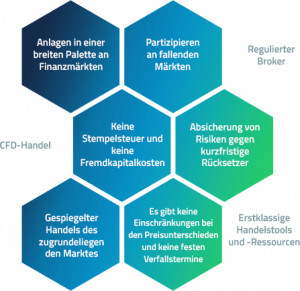 Anlagen in einer
breiten Palette an
Finanzmärkten
Partizipieren
an fallenden
Märkten
Regulierter
Broker
CFD-Handel
Keine
Stempelsteuer und
keine
Fremdkapitalkosten
Absicherung von
Risiken gegen
kurzfristige
Rücksetzer
Gespiegelter
Handels des
zugrundeliegen
den Marktes
Es gibt keine
Einschränkungen bei
den Preisunterschieden
und keine festen
Verfallstermine
Erstklassige
Handelstools
und -Ressourcen